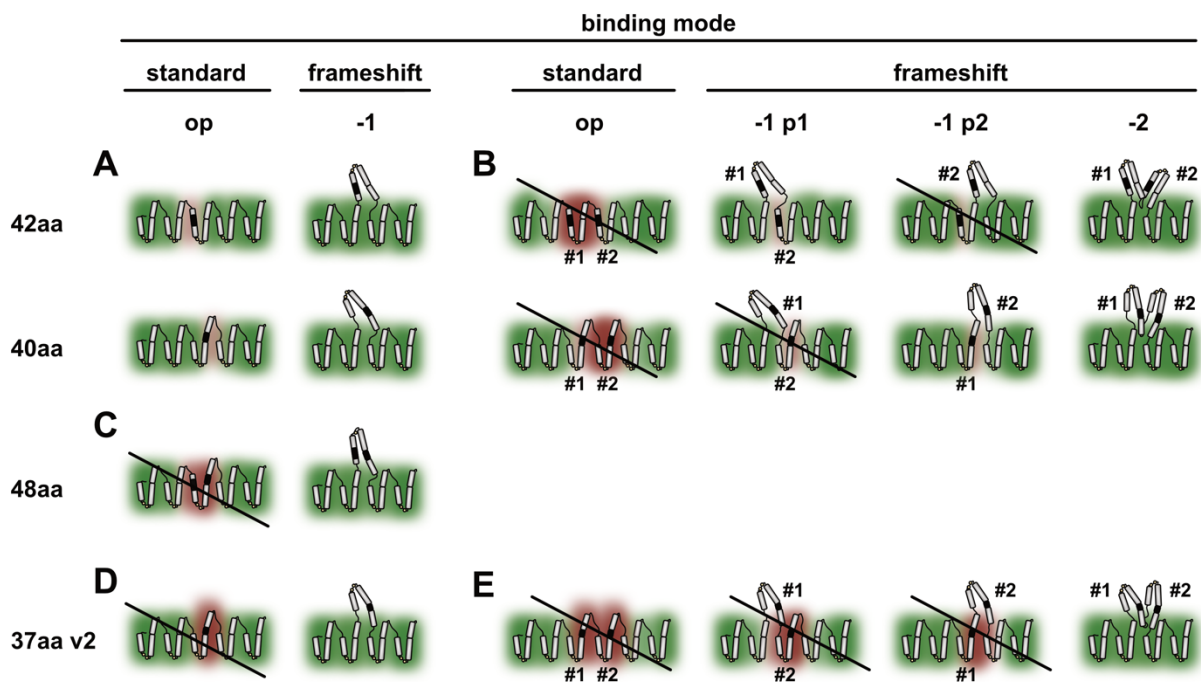 binding mode
standard frameshift standard frameshift
op -1 op -1 p1 -1 p2 -2
A B
42aa
#1 #2 #1 #2
#1 #2 #2
40aa
#1 #2 #1 #2
#1 #2 #2 #1
C
48aa
D E
37aa v2
#1 #2 #1 #2
#1 #2 #2 #1